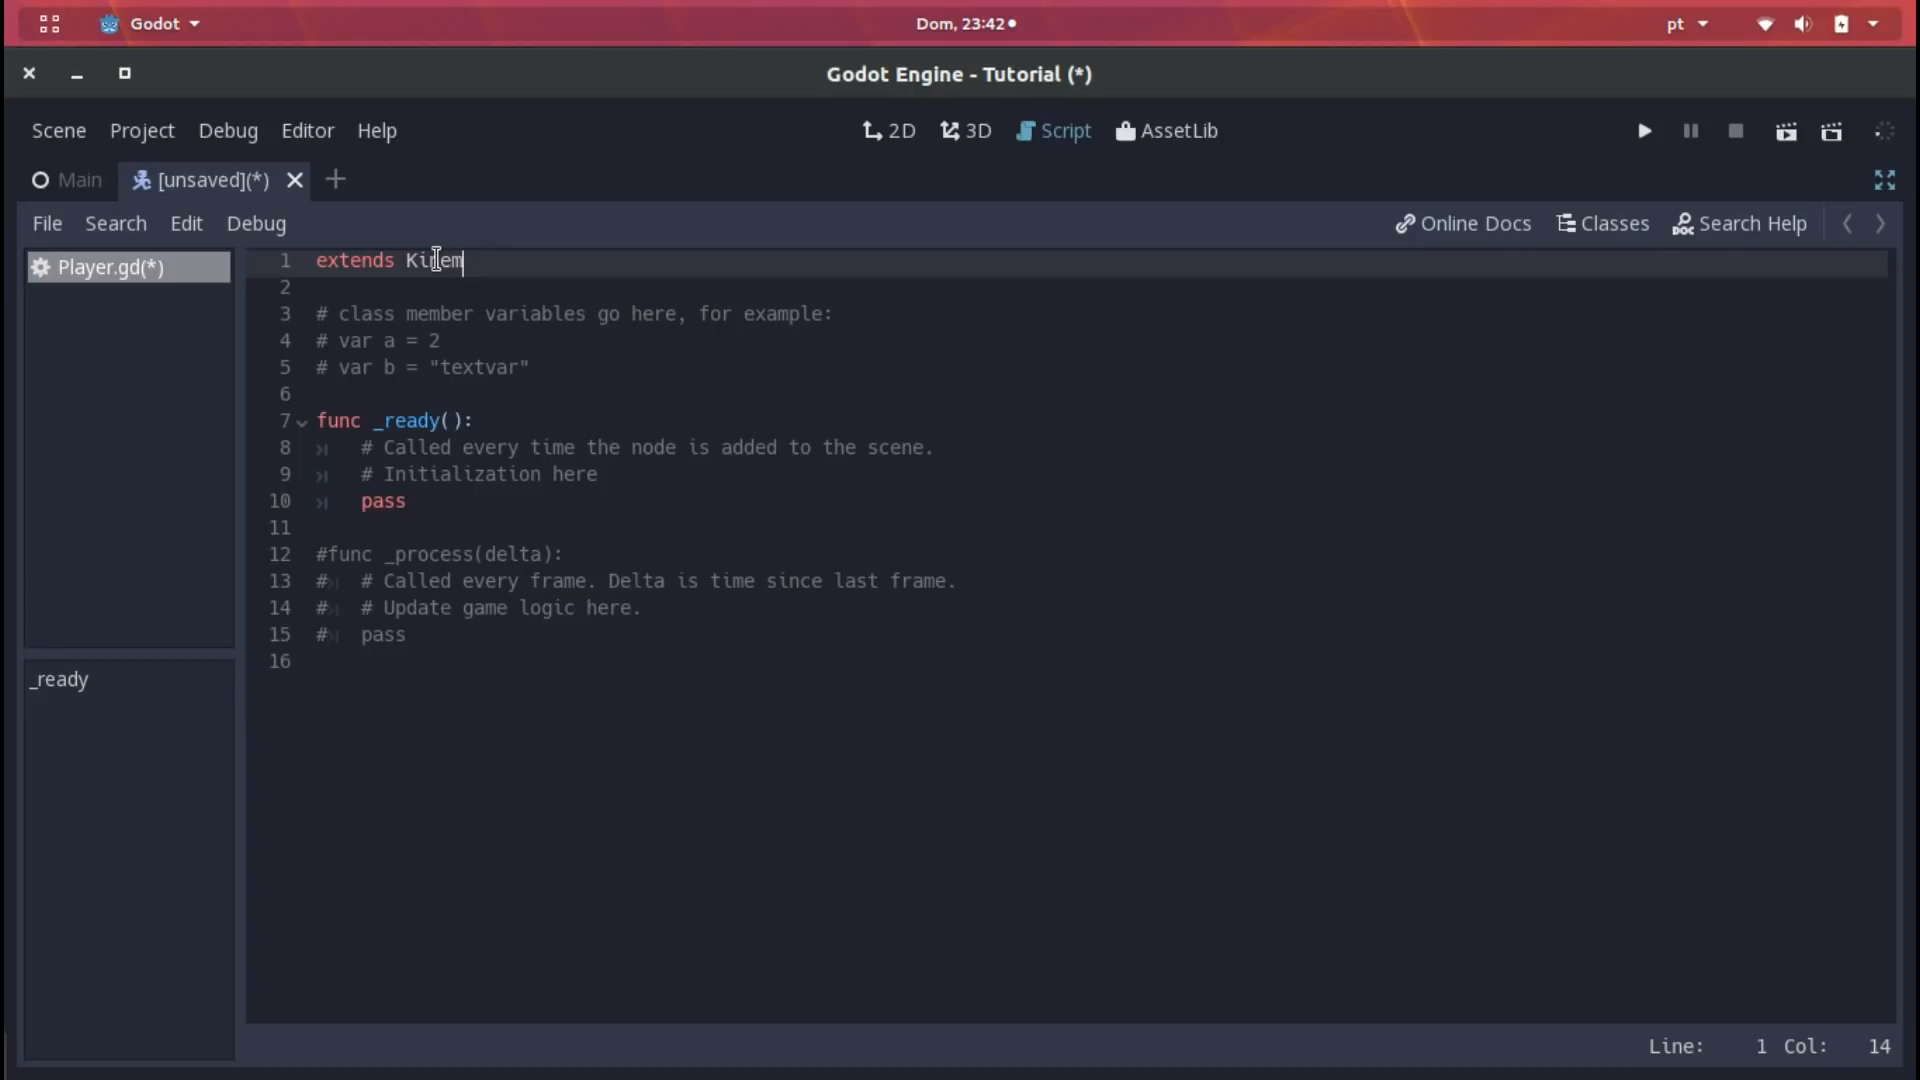 Godot
Dom, 23:42
pt
Godot Engine - Tutorial (*)
Scene Project Debug Editor Help
2D 3D Script AssetLib
Main [unsaved](*)
File Search Edit Debug
Online Docs Classes Search Help
Player.gd(*)
_ready
1 extends Kinem
2
3 # class member variables go here, for example:
4 # var a = 2
5 # var b = "textvar"
6
7 func _ready():
8 # Called every time the node is added to the scene.
9 # Initialization here
10 pass
11
12 #func _process(delta):
13 # # Called every frame. Delta is time since last frame.
14 # # Update game logic here.
15 # pass
16
Line: 1 Col: 14